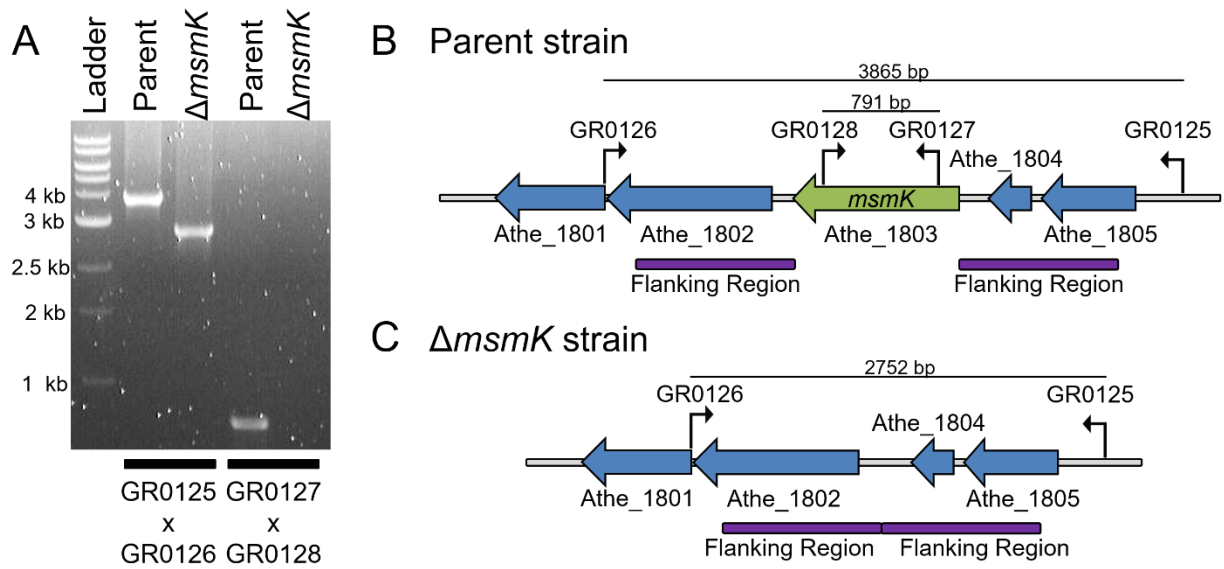 A
Ladder
Parent
ΔmsmK
Parent
ΔmsmK
4 kb
3 kb
2.5 kb
2 kb
1 kb
GR0125
x
GR0126
GR0127
x
GR0128
B Parent strain
3865 bp
791 bp
GR0126
GR0128
GR0127
Athe_1804
GR0125
msmK
Athe_1801
Athe_1802
Athe_1803
Athe_1805
Flanking Region
Flanking Region
C ΔmsmK strain
2752 bp
GR0126
GR0125
Athe_1804
Athe_1801
Athe_1802
Athe_1805
Flanking Region
Flanking Region